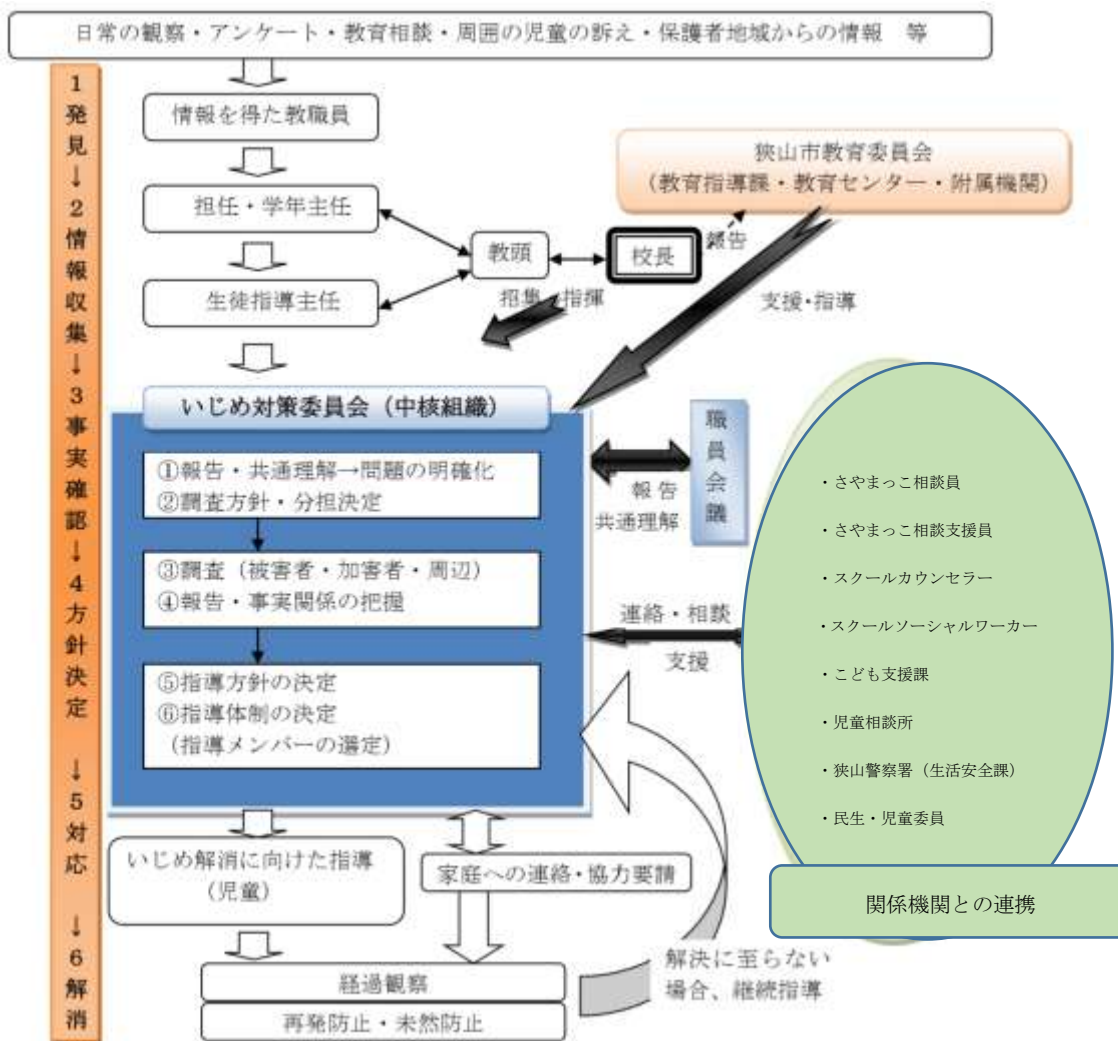 日常の観察・アンケート・教育相談・周囲の児童の訴え・保護者地域からの情報　等
1発見→2情報収集→3事実確認→4方針決定　→5対応　→6解消
情報を得た教職員
狭山市教育委員会
（教育指導課・教育センター・附属機関）
担任・学年主任
教頭
校長
報告
生徒指導主任
招集・指揮
支援・指導
いじめ対策委員会（中核組織）
①報告・共通理解→問題の明確化
②調査方針・分担決定
③調査（被害者・加害者・周辺）
④報告・事実関係の把握
⑤指導方針の決定
⑥指導体制の決定
（指導メンバーの選定）
職員会議
報告
共通理解
連絡・相談
支援
・さやまっこ相談員
・さやまっこ相談支援員
・スクールカウンセラー
・スクールソーシャルワーカー
・こども支援課
・児童相談所
・狭山警察署（生活安全課）
・民生・児童委員
関係機関との連携
いじめ解消に向けた指導
（児童）
家庭への連絡・協力要請
経過観察
再発防止・未然防止
解決に至らない
場合、継続指導